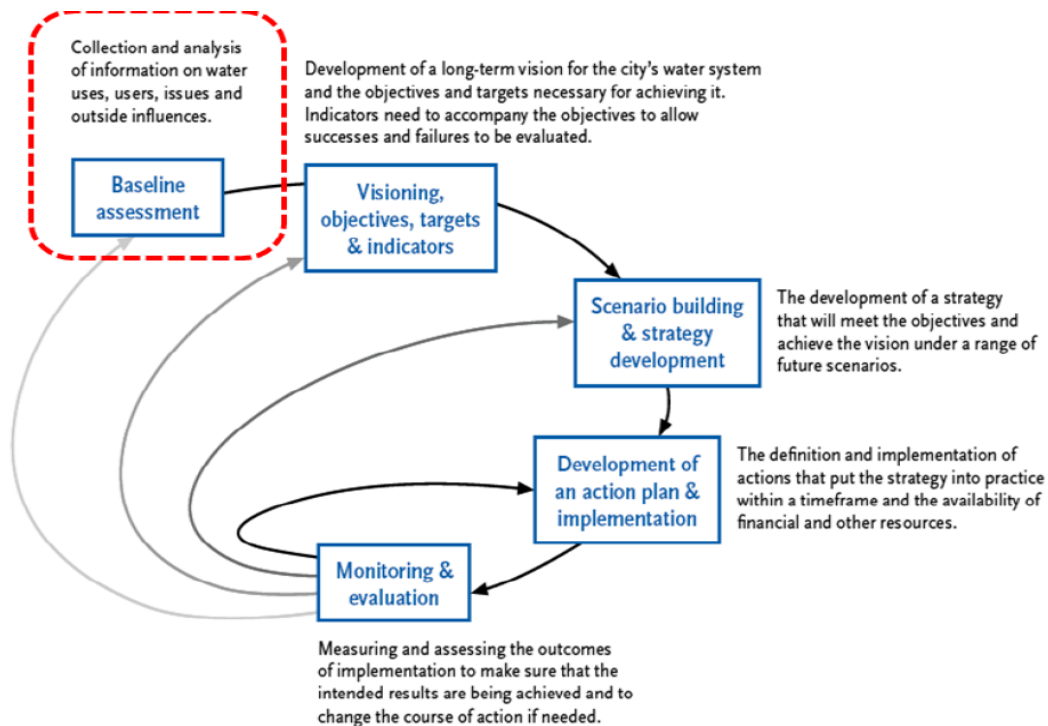 Collection and analysis
of information on water
uses, users, issues and
outside influences.
Baseline
assessment
Development of a long-term vision for the city's water system
and the objectives and targets necessary for achieving it.
Indicators need to accompany the objectives to allow
successes and failures to be evaluated.
Visioning,
objectives, targets
& indicators
Scenario building
& strategy
development
The development of a strategy
that will meet the objectives and
achieve the vision under a range of
future scenarios.
Development of
an action plan &
implementation
The definition and implementation of
actions that put the strategy into practice
within a timeframe and the availability of
financial and other resources.
Monitoring &
evaluation
Measuring and assessing the outcomes
of implementation to make sure that the
intended results are being achieved and to
change the course of action if needed.